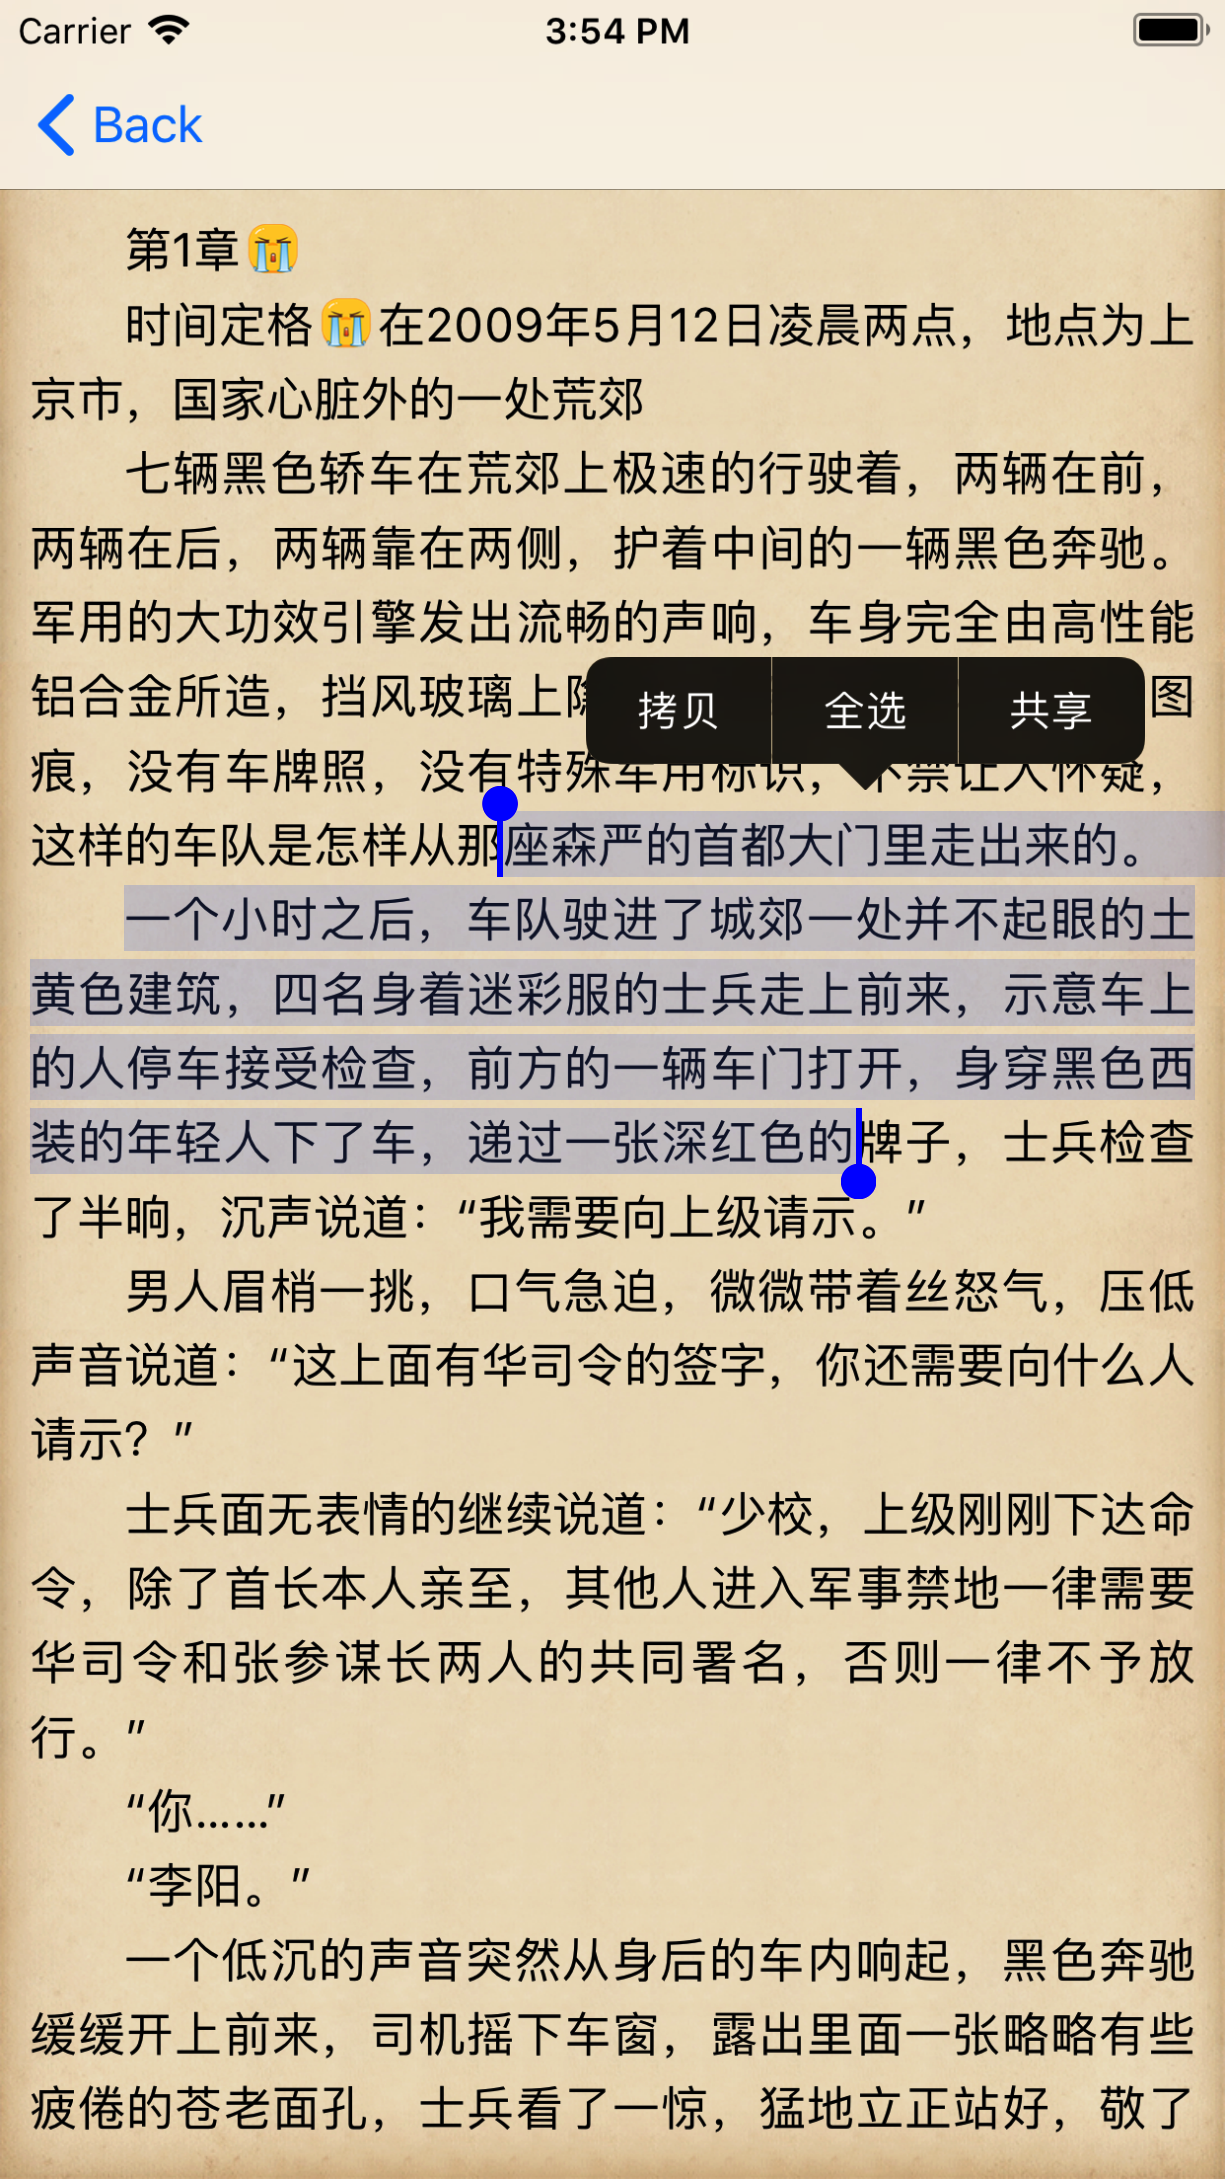 Carrier 3:54 PM
Back
第1章😭
时间定格😭在2009年5月12日凌晨两点，地点为上
京市，国家心脏外的一处荒郊
七辆黑色轿车在荒郊上极速的行驶着，两辆在前，
两辆在后，两辆靠在两侧，护着中间的一辆黑色奔驰。
军用的大功效引擎发出流畅的声响，车身完全由高性能
铝合金所造，挡风玻璃上隐 图
拷贝 全选 共享
痕，没有车牌照，没有特殊军用标识，不禁让人怀疑，
这样的车队是怎样从那座森严的首都大门里走出来的。
一个小时之后，车队驶进了城郊一处并不起眼的土
黄色建筑，四名身着迷彩服的士兵走上前来，示意车上
的人停车接受检查，前方的一辆车门打开，身穿黑色西
装的年轻人下了车，递过一张深红色的牌子，士兵检查
了半晌，沉声说道：“我需要向上级请示。”
男人眉梢一挑，口气急迫，微微带着丝怒气，压低
声音说道：“这上面有华司令的签字，你还需要向什么人
请示？”
士兵面无表情的继续说道：“少校，上级刚刚下达命
令，除了首长本人亲至，其他人进入军事禁地一律需要
华司令和张参谋长两人的共同署名，否则一律不予放
行。”
“你……”
“李阳。”
一个低沉的声音突然从身后的车内响起，黑色奔驰
缓缓开上前来，司机摇下车窗，露出里面一张略略有些
疲倦的苍老面孔，士兵看了一惊，猛地立正站好，敬了